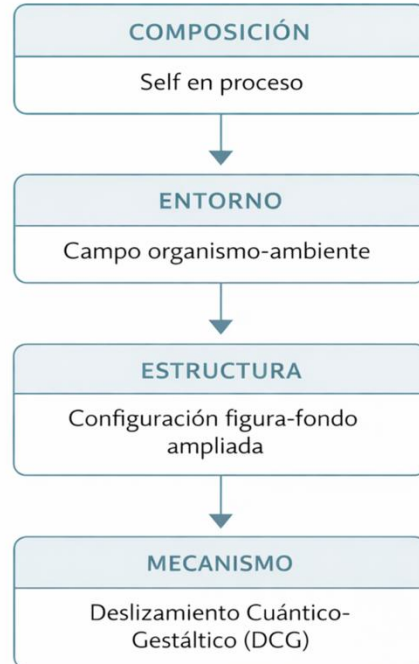 COMPOSICIÓN
Self en proceso
ENTORNO
Campo organismo-ambiente
ESTRUCTURA
Configuración figura-fondo
ampliada
MECANISMO
Deslizamiento Cuántico-
Gestáltico (DCG)